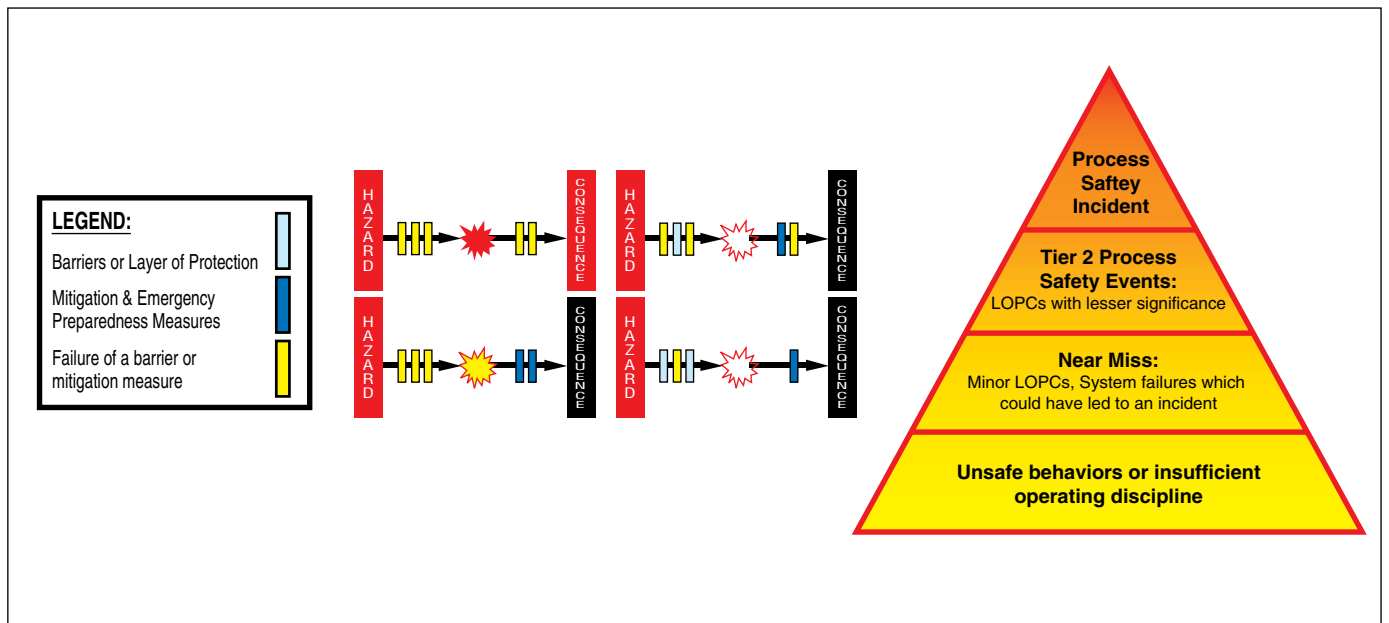 LEGEND:
Barriers or Layer of Protection
Mitigation & Emergency
Preparedness Measures
Failure of a barrier or
mitigation measure
HAZARD
CONSEQUENCE
HAZARD
CONSEQUENCE
HAZARD
CONSEQUENCE
HAZARD
CONSEQUENCE
Process
Saftey
Incident
Tier 2 Process
Safety Events:
LOPCs with lesser significance
Near Miss:
Minor LOPCs, System failures which
could have led to an incident
Unsafe behaviors or insufficient
operating discipline